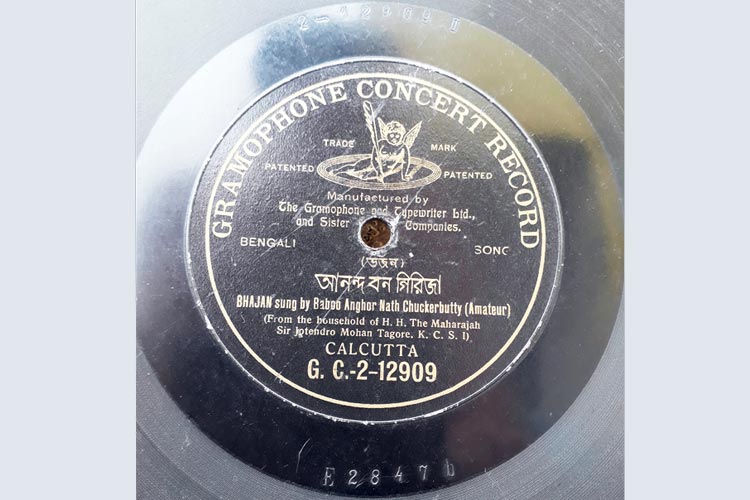 2-12909 I
GRAMOPHONE CONCERT RECORD
TRADE MARK
PATENTED PATENTED
Manufactured by
The Gramophone and Typewriter Ltd.,
and Sister Companies.
BENGALI SONG
(ভজন)
আনন্দ বন গিরিজা
BHAJAN sung by Baboo Anghor Nath Chuckerbutty (Amateur)
(From the household of H. H. The Maharajah
Sir Jotendro Mohan Tagore, K. C. S. I)
CALCUTTA
G. C.-2-12909
E2847b